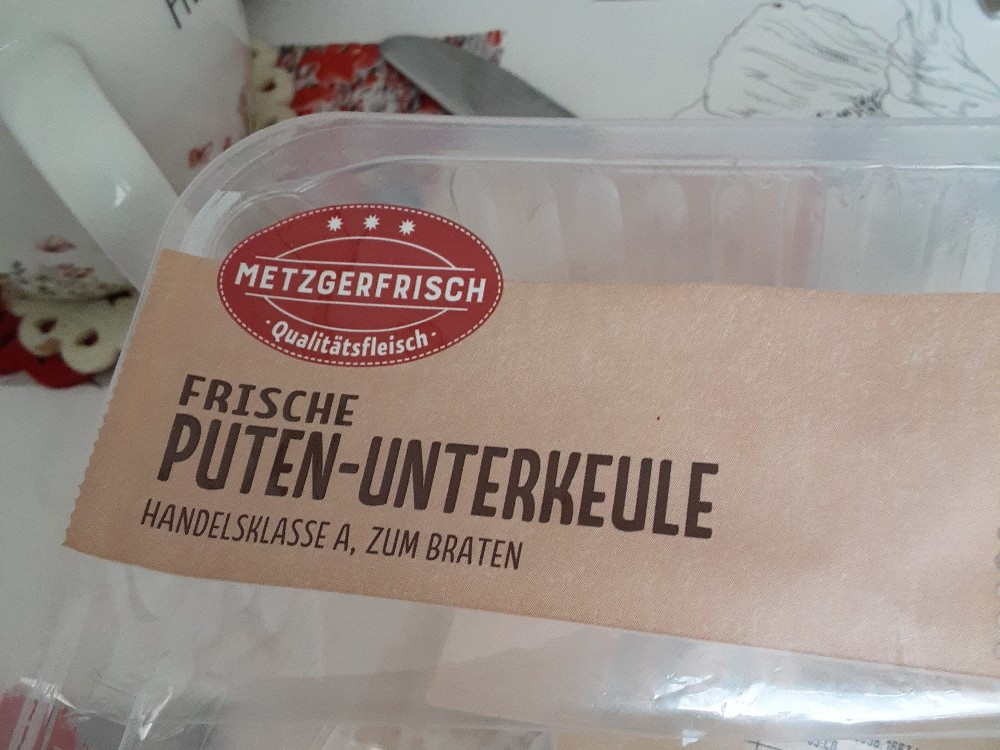 METZGERFRISCH
·Qualitätsfleisch·
FRISCHE
PUTEN-UNTERKEULE
HANDELSKLASSE A, ZUM BRATEN